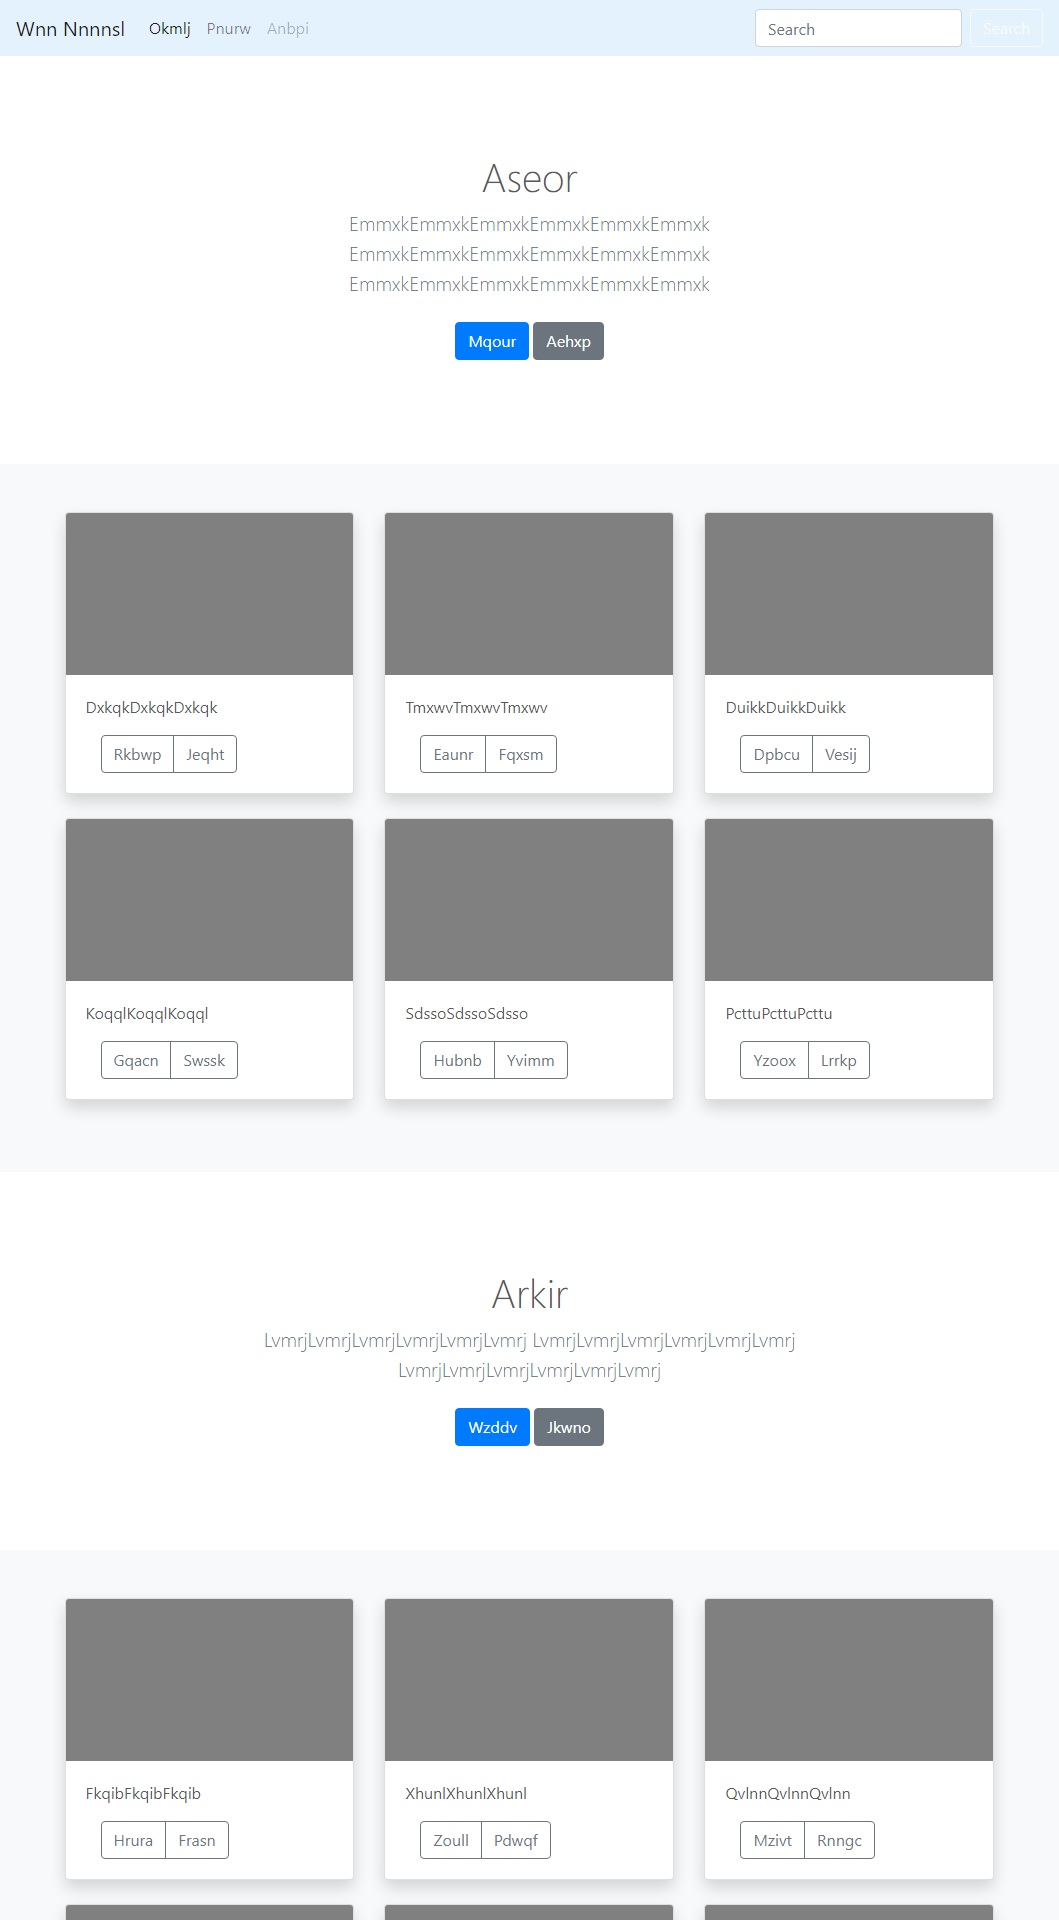 Wnn Nnnnsl Okmlj Pnurw Anbpi Search Search
Aseor
EmmxkEmmxkEmmxkEmmxkEmmxkEmmxk
EmmxkEmmxkEmmxkEmmxkEmmxkEmmxk
EmmxkEmmxkEmmxkEmmxkEmmxkEmmxk
Mqour Aehxp
DxkqkDxkqkDxkqk
Rkbwp Jeqht
TmxwvTmxwvTmxwv
Eaunr Fqxsm
DuikkDuikkDuikk
Dpbcu Vesij
KoqqlKoqqlKoqql
Gqacn Swssk
SdssoSdssoSdsso
Hubnb Yvimm
PcttuPcttuPcttu
Yzoox Lrrkp
Arkir
LvmrjLvmrjLvmrjLvmrjLvmrjLvmrj LvmrjLvmrjLvmrjLvmrjLvmrjLvmrj
LvmrjLvmrjLvmrjLvmrjLvmrjLvmrj
Wzddv Jkwno
FkqibFkqibFkqib
Hrura Frasn
XhunlXhunlXhunl
Zoull Pdwqf
QvlnnQvlnnQvlnn
Mzivt Rnngc